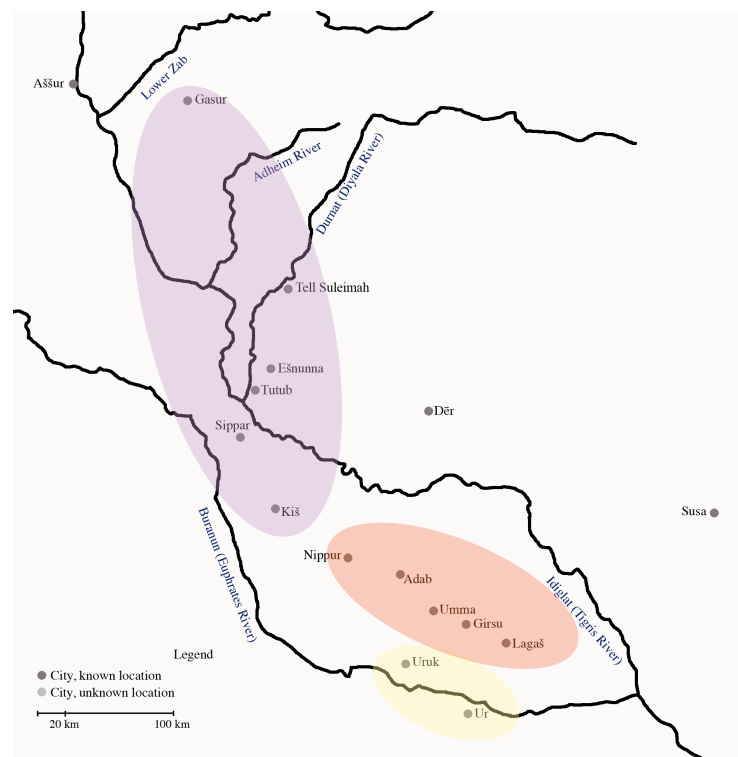 Lower Zab
Aššur
Gasur
Adheim River
Durnat (Diyala River)
Tell Suleimah
Ešnunna
Tutub
Dēr
Sippar
Susa
Kiš
Buranun (Euphrates River)
Nippur
Adab
Idiglat (Tigris River)
Umma
Girsu
Lagaš
Legend
Uruk
City, known location
City, unknown location
Ur
20 km
100 km